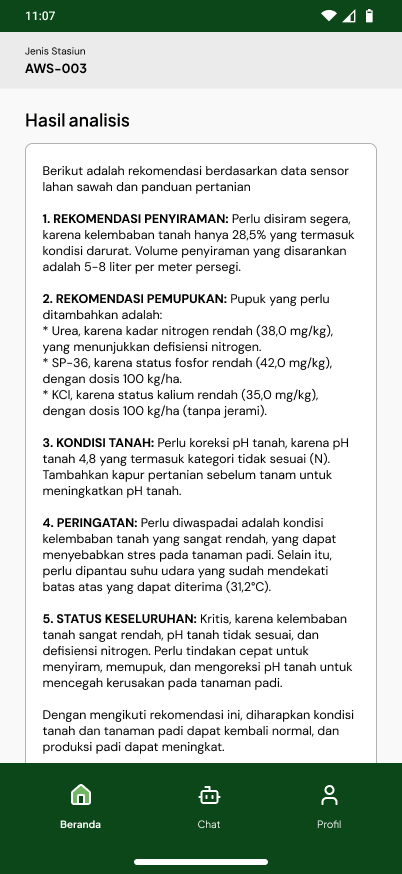 11:07
Jenis Stasiun
AWS-003
Hasil analisis
Berikut adalah rekomendasi berdasarkan data sensor
lahan sawah dan panduan pertanian
1. REKOMENDASI PENYIRAMAN: Perlu disiram segera,
karena kelembaban tanah hanya 28,5% yang termasuk
kondisi darurat. Volume penyiraman yang disarankan
adalah 5-8 liter per meter persegi.
2. REKOMENDASI PEMUPUKAN: Pupuk yang perlu
ditambahkan adalah:
* Urea, karena kadar nitrogen rendah (38,0 mg/kg),
yang menunjukkan defisiensi nitrogen.
* SP-36, karena status fosfor rendah (42,0 mg/kg),
dengan dosis 100 kg/ha.
* KCl, karena status kalium rendah (35,0 mg/kg),
dengan dosis 100 kg/ha (tanpa jerami).
3. KONDISI TANAH: Perlu koreksi pH tanah, karena pH
tanah 4,8 yang termasuk kategori tidak sesuai (N).
Tambahkan kapur pertanian sebelum tanam untuk
meningkatkan pH tanah.
4. PERINGATAN: Perlu diwaspadai adalah kondisi
kelembaban tanah yang sangat rendah, yang dapat
menyebabkan stres pada tanaman padi. Selain itu,
perlu dipantau suhu udara yang sudah mendekati
batas atas yang dapat diterima (31,2°C).
5. STATUS KESELURUHAN: Kritis, karena kelembaban
tanah sangat rendah, pH tanah tidak sesuai, dan
defisiensi nitrogen. Perlu tindakan cepat untuk
menyiram, memupuk, dan mengoreksi pH tanah untuk
mencegah kerusakan pada tanaman padi.
Dengan mengikuti rekomendasi ini, diharapkan kondisi
tanah dan tanaman padi dapat kembali normal, dan
produksi padi dapat meningkat.
Beranda
Chat
Profil